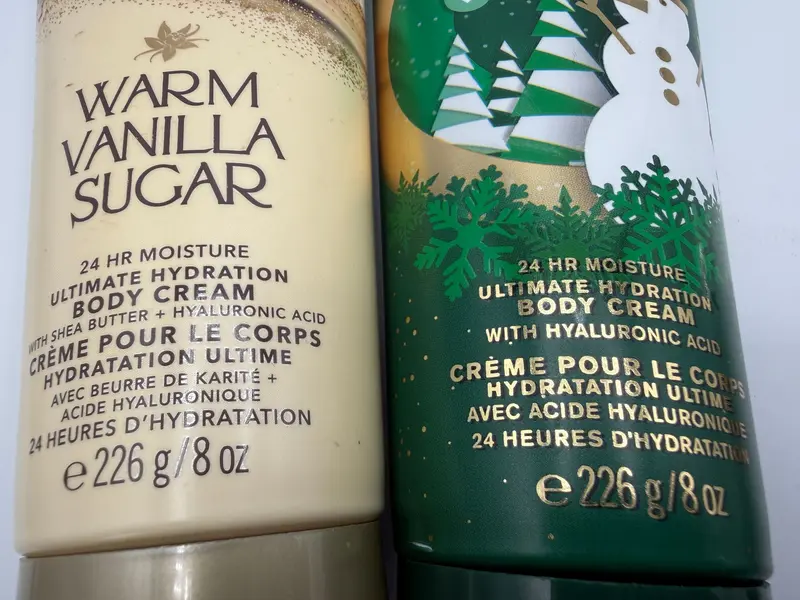 WARM
VANILLA
SUGAR
24 HR MOISTURE
ULTIMATE HYDRATION
BODY CREAM
WITH SHEA BUTTER + HYALURONIC ACID
CRÈME POUR LE CORPS
HYDRATATION ULTIME
AVEC BEURRE DE KARITÉ +
ACIDE HYALURONIQUE
24 HEURES D'HYDRATATION
e 226 g/8 oz
24 HR MOISTURE
ULTIMATE HYDRATION
BODY CREAM
WITH HYALURONIC ACID
CRÈME POUR LE CORPS
HYDRATATION ULTIME
AVEC ACIDE HYALURONIQUE
24 HEURES D'HYDRATATION
e 226 g/8 oz